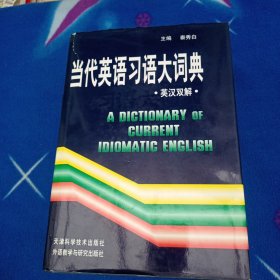 主编 秦秀白
当代英语习语大词典
·英汉双解·
A DICTIONARY OF
CURRENT
IDIOMATIC ENGLISH
天津科学技术出版社
外语教学与研究出版社